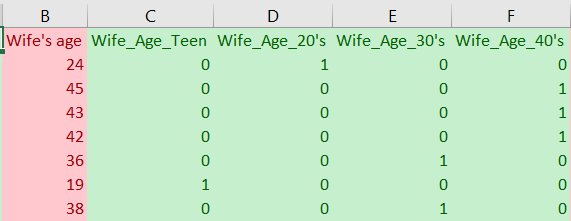 B C D E F
Wife's age Wife_Age_Teen Wife_Age_20's Wife_Age_30's Wife_Age_40's
24 0 1 0 0
45 0 0 0 1
43 0 0 0 1
42 0 0 0 1
36 0 0 1 0
19 1 0 0 0
38 0 0 1 0